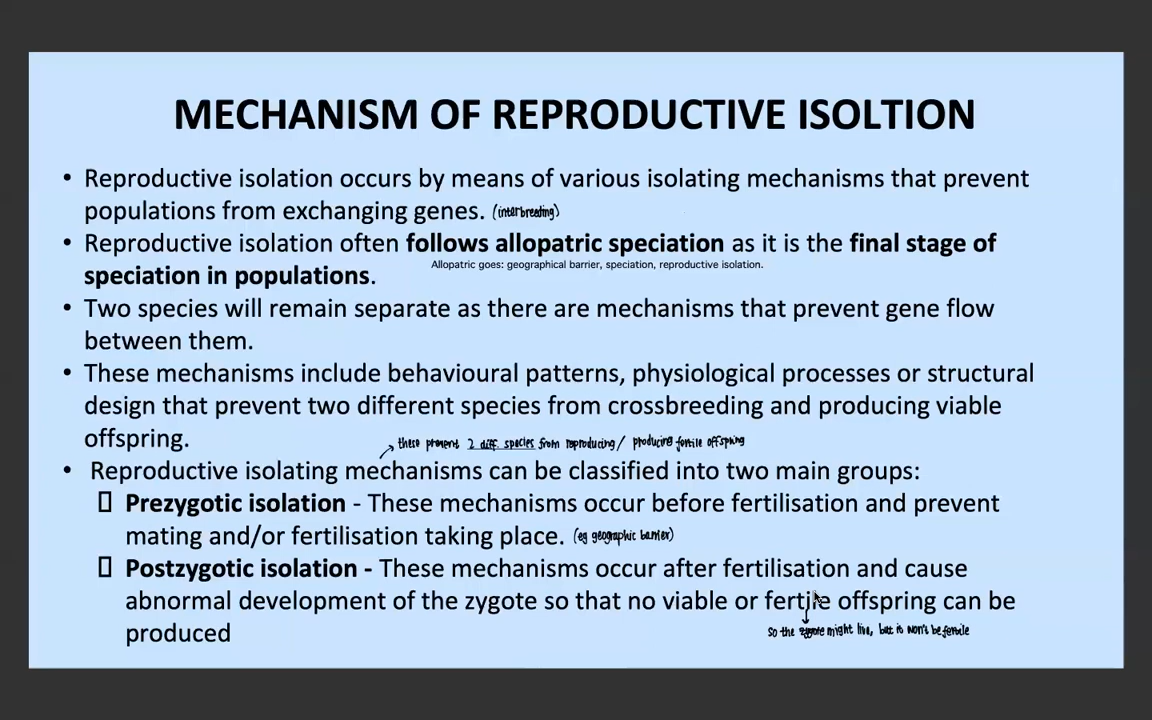 MECHANISM OF REPRODUCTIVE ISOLTION
• Reproductive isolation occurs by means of various isolating mechanisms that prevent
populations from exchanging genes. (interbreeding)
• Reproductive isolation often follows allopatric speciation as it is the final stage of
Allopatric goes: geographical barrier, speciation, reproductive isolation.
speciation in populations.
• Two species will remain separate as there are mechanisms that prevent gene flow
between them.
• These mechanisms include behavioural patterns, physiological processes or structural
design that prevent two different species from crossbreeding and producing viable
offspring.
these prevent 2 diff. species from reproducing/ producing fertile offspring
• Reproductive isolating mechanisms can be classified into two main groups:
Prezygotic isolation - These mechanisms occur before fertilisation and prevent
mating and/or fertilisation taking place. (eg geographic barrier)
Postzygotic isolation - These mechanisms occur after fertilisation and cause
abnormal development of the zygote so that no viable or fertile offspring can be
produced
so the zygote might live, but it won't be fertile